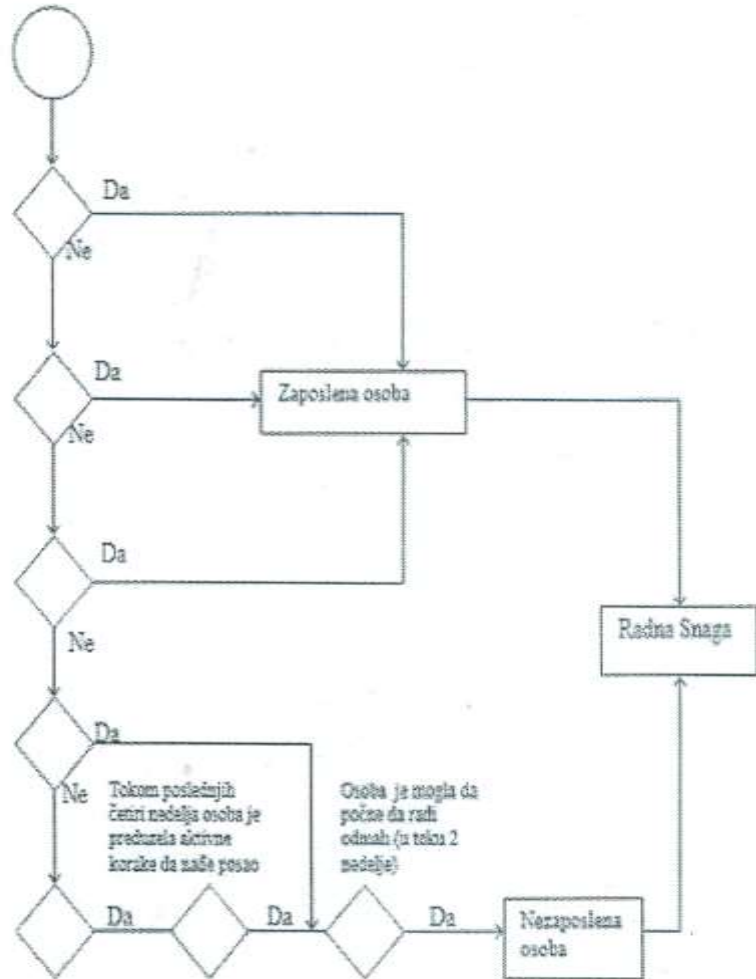 Da
Ne
Da
Zaposlena osoba
Ne
Da
Radna Snaga
Ne
Da
Ne
Tokom poslednjih
četiri nedelja osoba je
preduzela aktivne
korake da nađe posao
Osoba je mogla da
počne da radi
odmah (u teku 2
nedelje)
Da
Da
Da
Nezaposlena
osoba